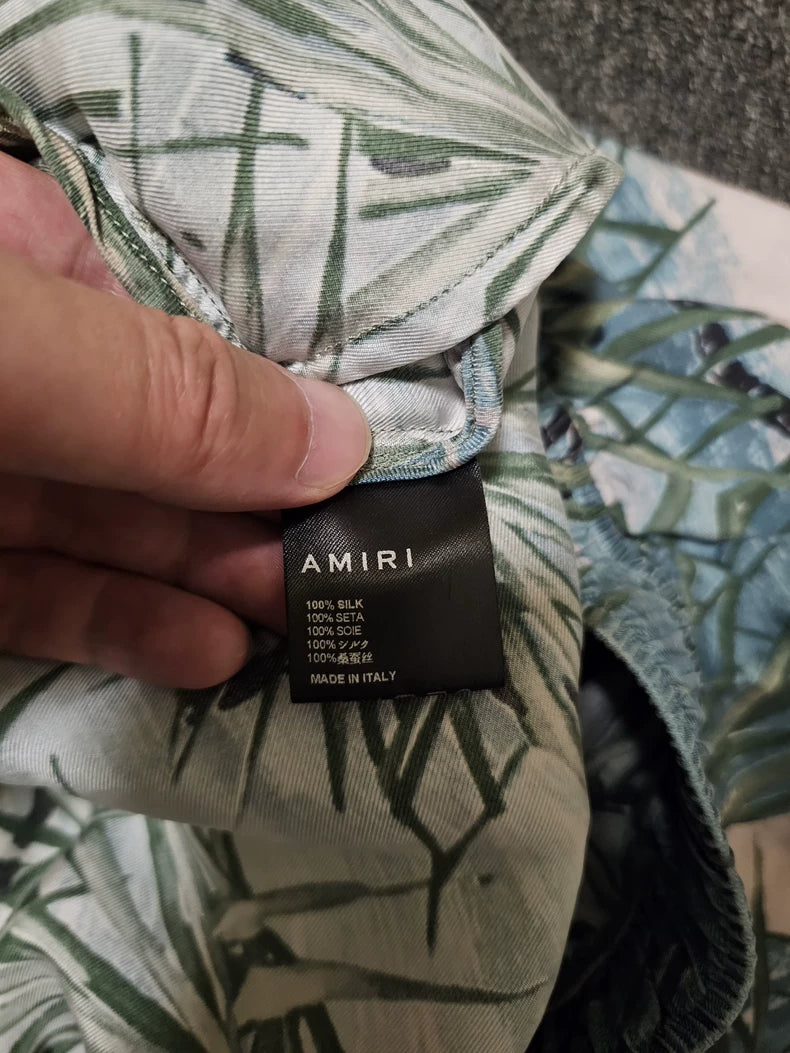 AMIRI
100% SILK
100% SETA
100% SOIE
100% シルク
100%桑蚕丝
MADE IN ITALY